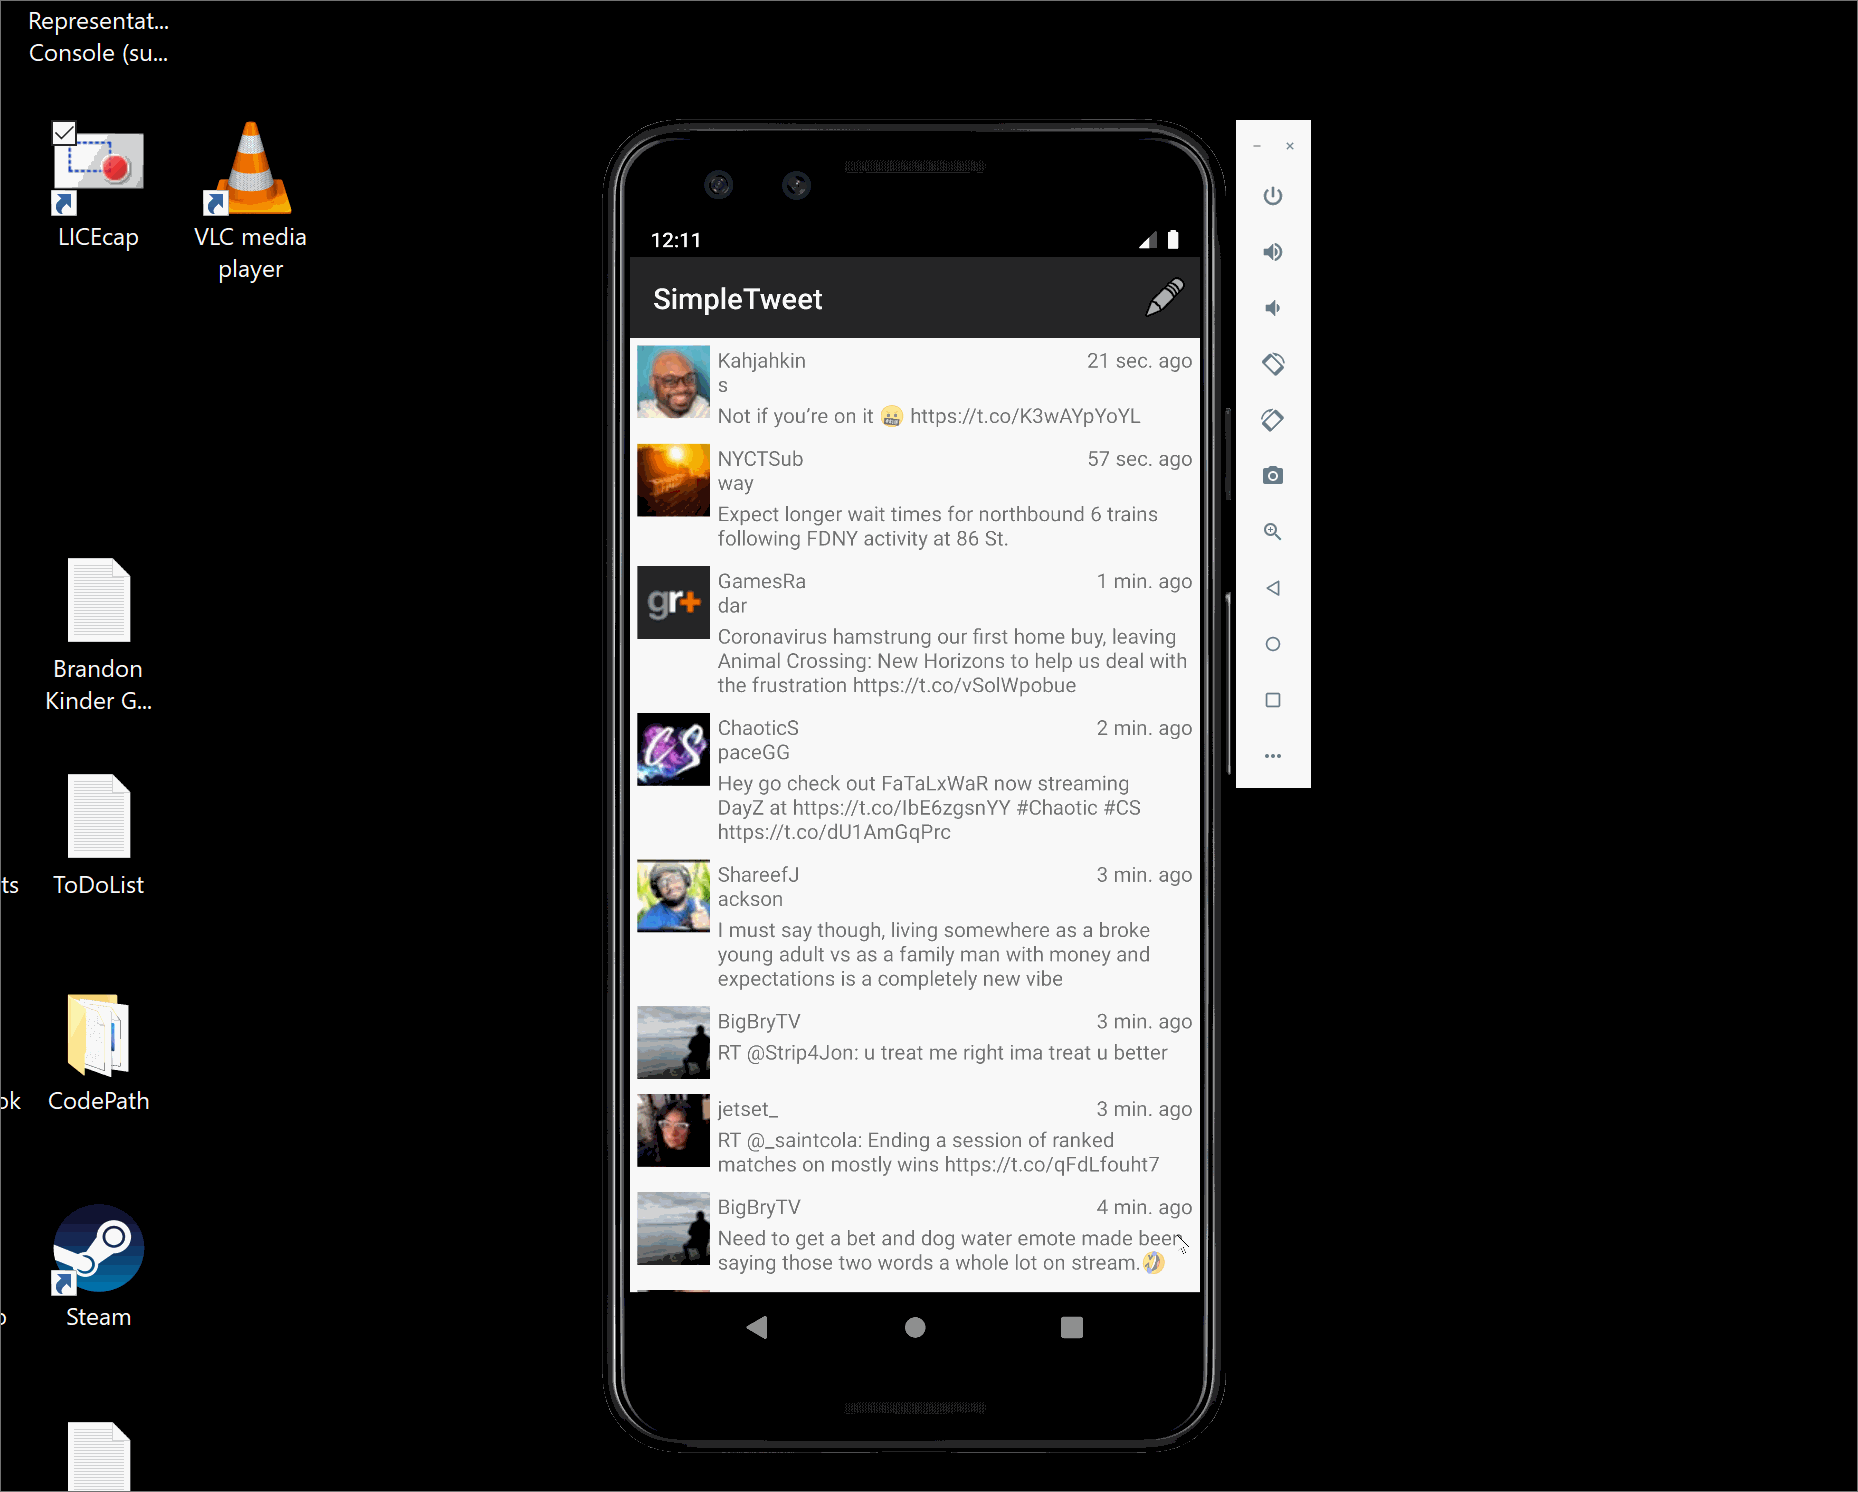 Representat...
Console (su...
LICEcap
VLC media
player
Brandon
Kinder G...
ts
ToDoList
ok
CodePath
Steam
12:11
SimpleTweet
Kahjahkin
s
21 sec. ago
Not if you’re on it 🤬 https://t.co/K3wAYpYoYL
NYCTSub
way
57 sec. ago
Expect longer wait times for northbound 6 trains
following FDNY activity at 86 St.
gr+
GamesRa
dar
1 min. ago
Coronavirus hamstrung our first home buy, leaving
Animal Crossing: New Horizons to help us deal with
the frustration https://t.co/vSolWpobue
CS
ChaoticS
paceGG
2 min. ago
Hey go check out FaTaLxWaR now streaming
DayZ at https://t.co/IbE6zgsnYY #Chaotic #CS
https://t.co/dU1AmGqPrc
ShareefJ
ackson
3 min. ago
I must say though, living somewhere as a broke
young adult vs as a family man with money and
expectations is a completely new vibe
BigBryTV
3 min. ago
RT @Strip4Jon: u treat me right ima treat u better
jetset_
3 min. ago
RT @_saintcola: Ending a session of ranked
matches on mostly wins https://t.co/qFdLfouht7
BigBryTV
4 min. ago
Need to get a bet and dog water emote made been
saying those two words a whole lot on stream.🤣